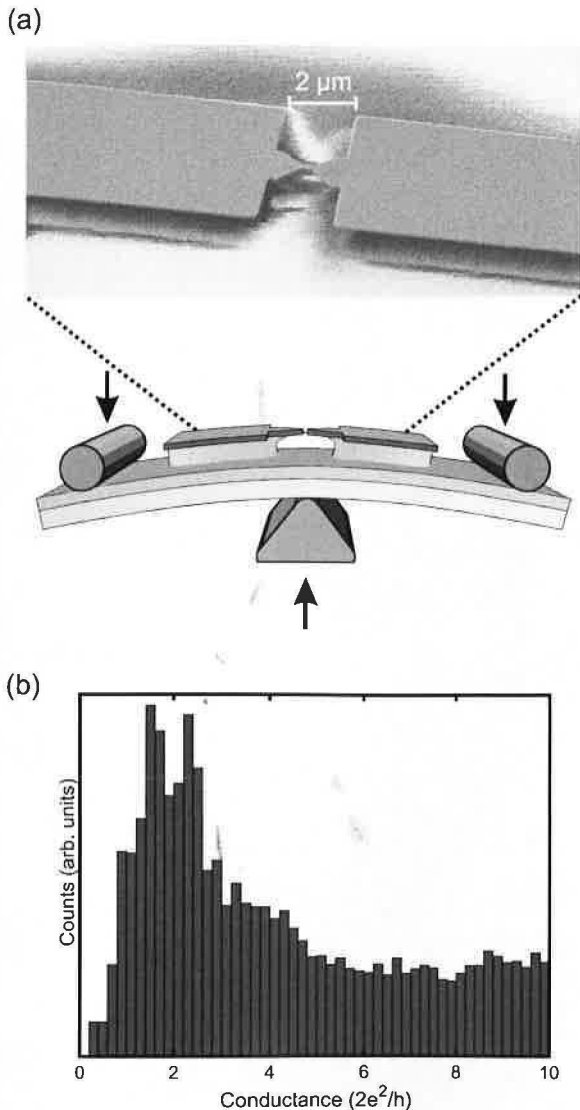 (a)
2 µm
(b)
Counts (arb. units)
0 2 4 6 8 10
Conductance (2e²/h)